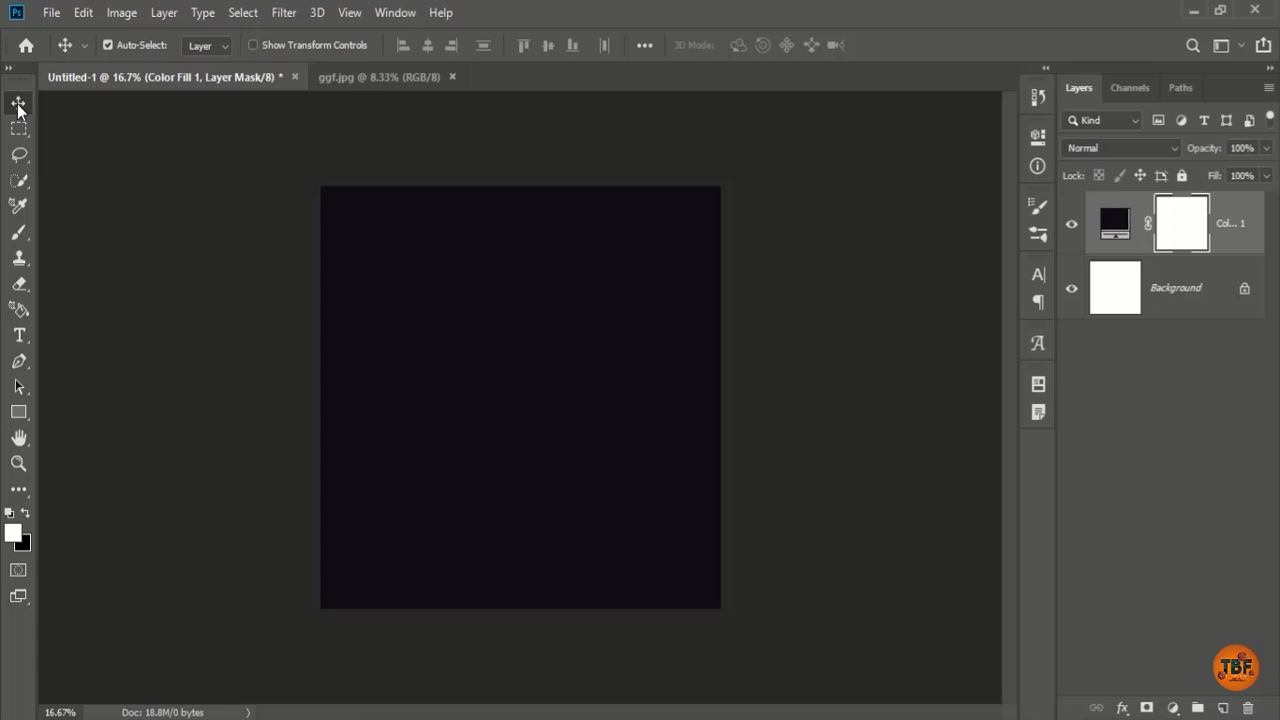 Ps File Edit Image Layer Type Select Filter 3D View Window Help
Auto-Select: Layer Show Transform Controls 3D Mode:
Untitled-1 @ 16.7% (Color Fill 1, Layer Mask/8) * ggf.jpg @ 8.33% (RGB/8)
Layers Channels Paths
Kind
Normal Opacity: 100%
Lock: Fill: 100%
Col... 1
Background
TBF
16.67% Doc: 18.8M/0 bytes
fx